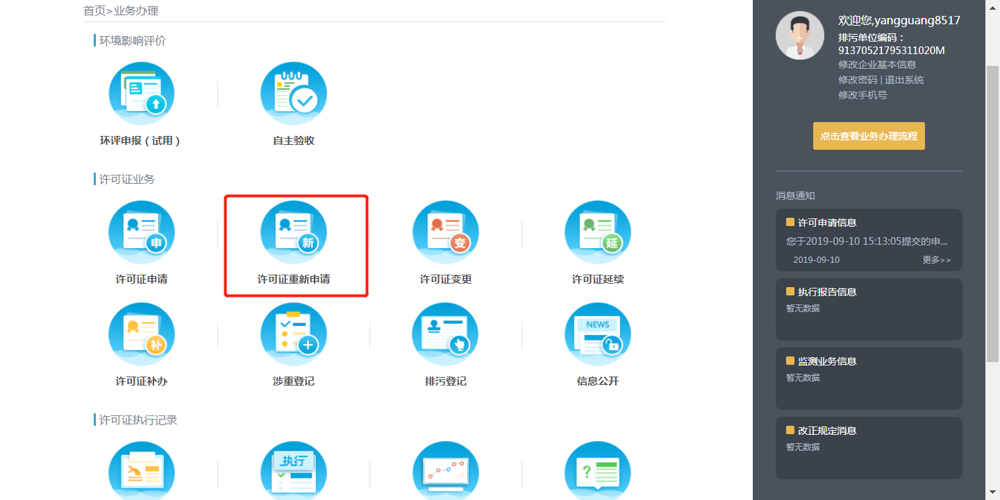 首页>业务办理
环境影响评价
环评申报（试用）
自主验收
许可证业务
申
新
变
延
许可证申请
许可证重新申请
许可证变更
许可证延续
补
NEWS
许可证补办
涉重登记
排污登记
信息公开
许可证执行记录
执行
?
欢迎您,yangguang8517
排污单位编码：
91370521795311020M
修改企业基本信息
修改密码 | 退出系统
修改手机号
点击查看业务办理流程
消息通知
许可申请信息
您于2019-09-10 15:13:05提交的申...
2019-09-10
更多>>
执行报告信息
暂无数据
监测业务信息
暂无数据
改正规定消息
暂无数据